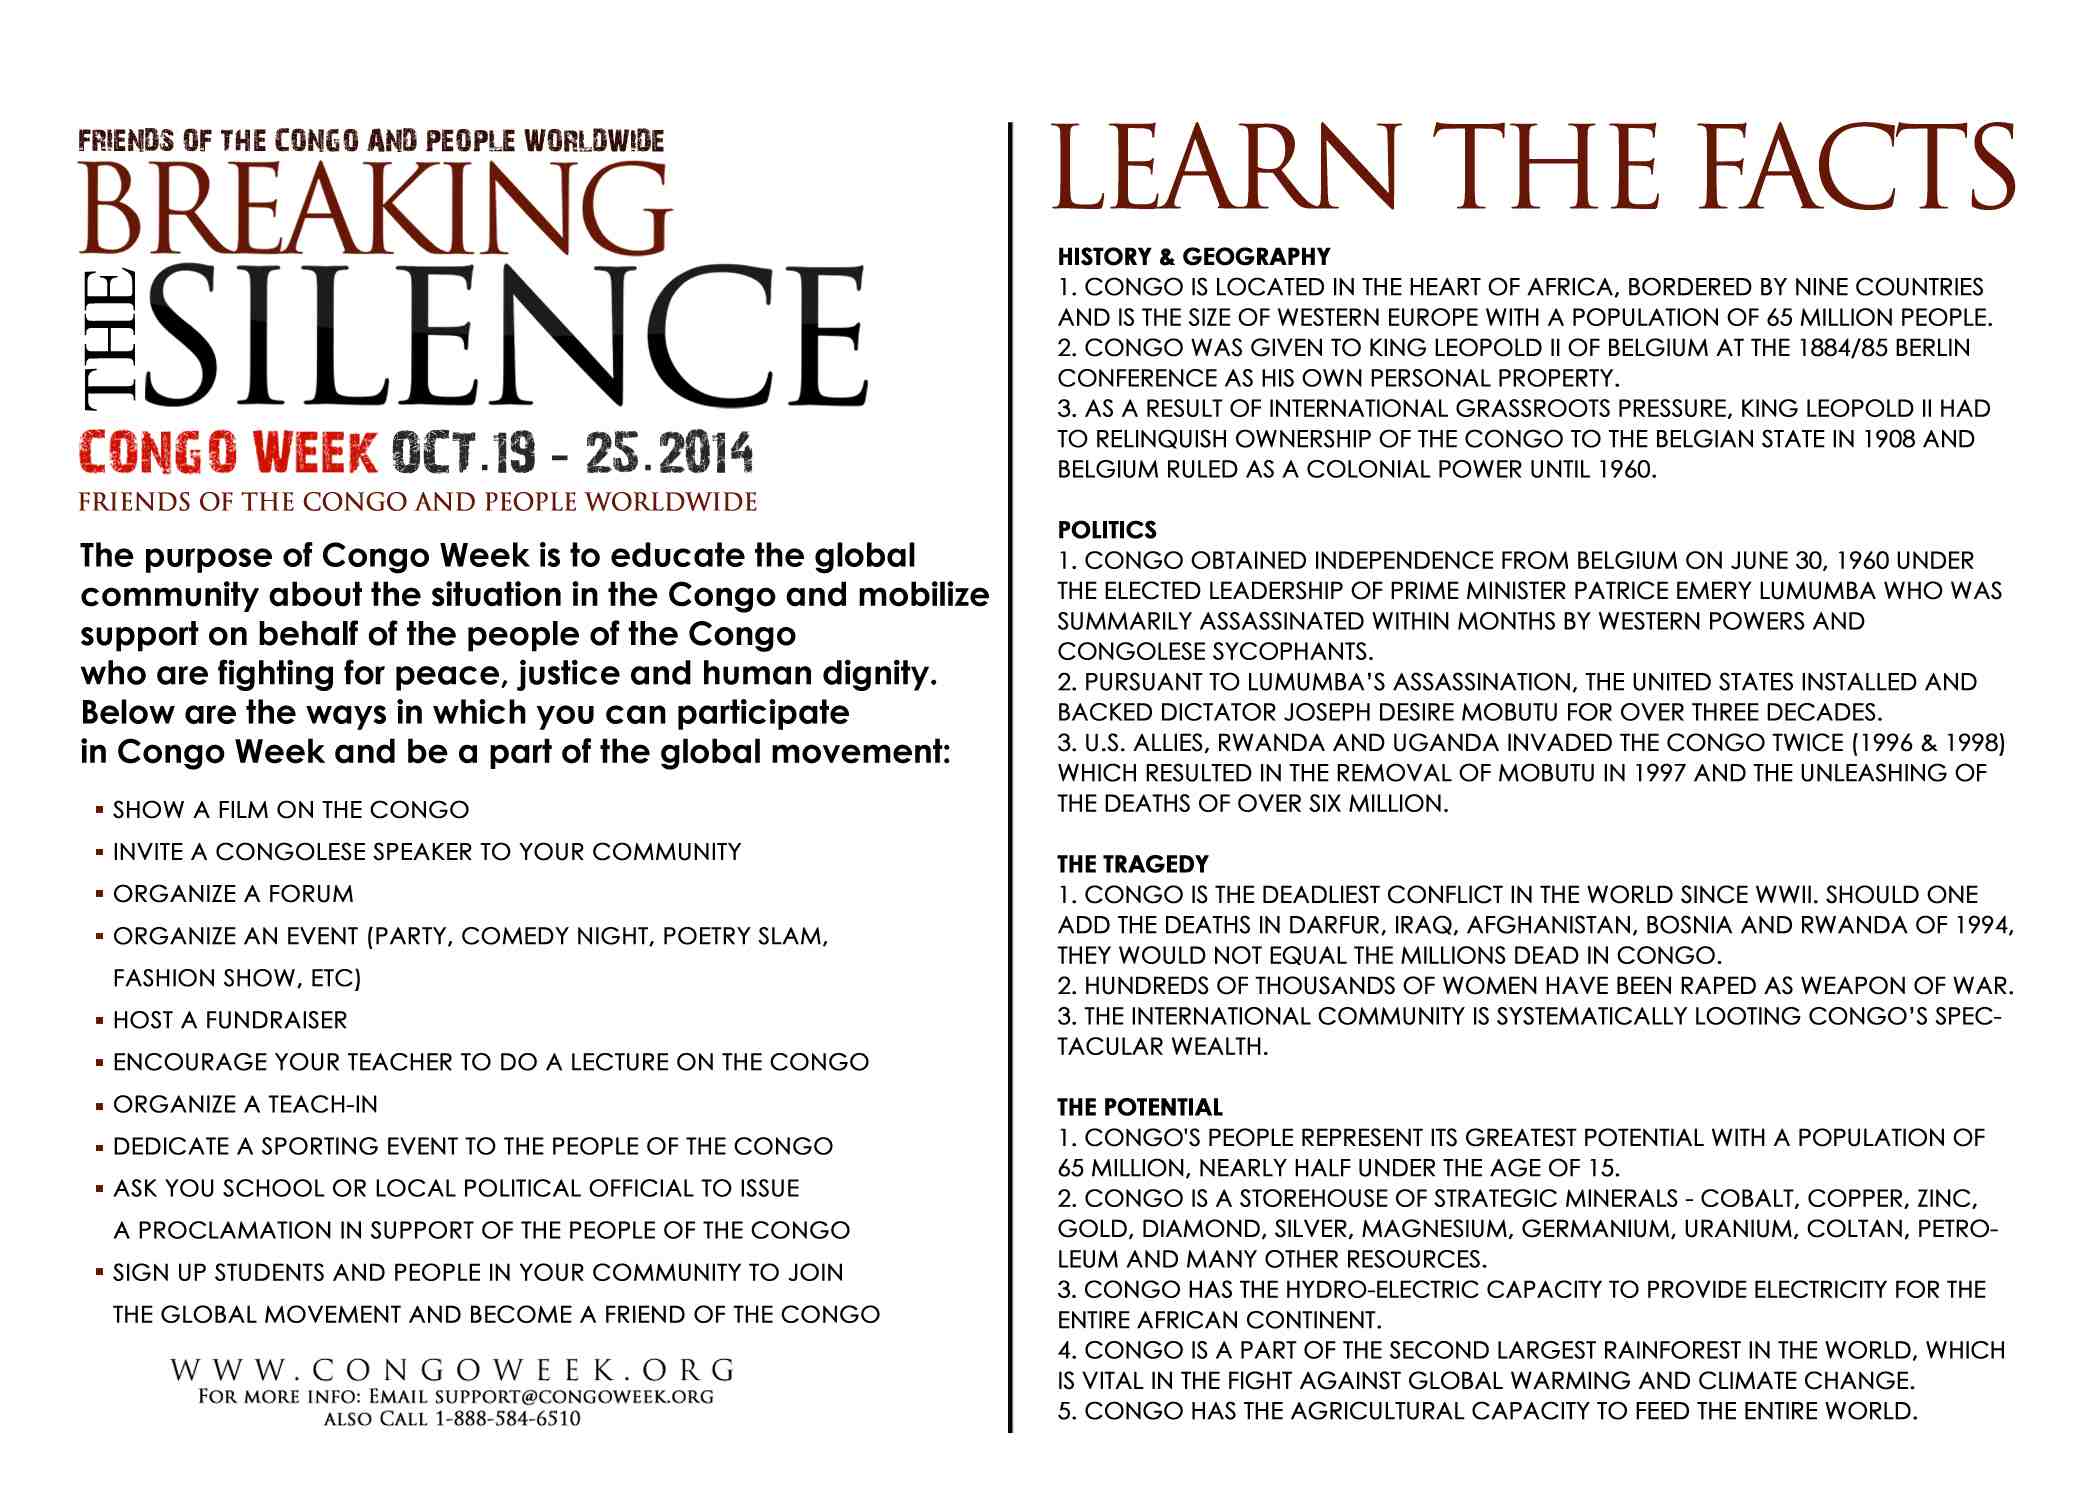 FRIENDS OF THE CONGO AND PEOPLE WORLDWIDE
BREAKING
THE SILENCE
CONGO WEEK OCT.19 - 25.2014
FRIENDS OF THE CONGO AND PEOPLE WORLDWIDE
The purpose of Congo Week is to educate the global
community about the situation in the Congo and mobilize
support on behalf of the people of the Congo
who are fighting for peace, justice and human dignity.
Below are the ways in which you can participate
in Congo Week and be a part of the global movement:
▪ SHOW A FILM ON THE CONGO
▪ INVITE A CONGOLESE SPEAKER TO YOUR COMMUNITY
▪ ORGANIZE A FORUM
▪ ORGANIZE AN EVENT (PARTY, COMEDY NIGHT, POETRY SLAM,
FASHION SHOW, ETC)
▪ HOST A FUNDRAISER
▪ ENCOURAGE YOUR TEACHER TO DO A LECTURE ON THE CONGO
▪ ORGANIZE A TEACH-IN
▪ DEDICATE A SPORTING EVENT TO THE PEOPLE OF THE CONGO
▪ ASK YOU SCHOOL OR LOCAL POLITICAL OFFICIAL TO ISSUE
A PROCLAMATION IN SUPPORT OF THE PEOPLE OF THE CONGO
▪ SIGN UP STUDENTS AND PEOPLE IN YOUR COMMUNITY TO JOIN
THE GLOBAL MOVEMENT AND BECOME A FRIEND OF THE CONGO
WWW.CONGOWEEK.ORG
FOR MORE INFO: EMAIL SUPPORT@CONGOWEEK.ORG
ALSO CALL 1-888-584-6510
LEARN THE FACTS
HISTORY & GEOGRAPHY
1. CONGO IS LOCATED IN THE HEART OF AFRICA, BORDERED BY NINE COUNTRIES
AND IS THE SIZE OF WESTERN EUROPE WITH A POPULATION OF 65 MILLION PEOPLE.
2. CONGO WAS GIVEN TO KING LEOPOLD II OF BELGIUM AT THE 1884/85 BERLIN
CONFERENCE AS HIS OWN PERSONAL PROPERTY.
3. AS A RESULT OF INTERNATIONAL GRASSROOTS PRESSURE, KING LEOPOLD II HAD
TO RELINQUISH OWNERSHIP OF THE CONGO TO THE BELGIAN STATE IN 1908 AND
BELGIUM RULED AS A COLONIAL POWER UNTIL 1960.
POLITICS
1. CONGO OBTAINED INDEPENDENCE FROM BELGIUM ON JUNE 30, 1960 UNDER
THE ELECTED LEADERSHIP OF PRIME MINISTER PATRICE EMERY LUMUMBA WHO WAS
SUMMARILY ASSASSINATED WITHIN MONTHS BY WESTERN POWERS AND
CONGOLESE SYCOPHANTS.
2. PURSUANT TO LUMUMBA’S ASSASSINATION, THE UNITED STATES INSTALLED AND
BACKED DICTATOR JOSEPH DESIRE MOBUTU FOR OVER THREE DECADES.
3. U.S. ALLIES, RWANDA AND UGANDA INVADED THE CONGO TWICE (1996 & 1998)
WHICH RESULTED IN THE REMOVAL OF MOBUTU IN 1997 AND THE UNLEASHING OF
THE DEATHS OF OVER SIX MILLION.
THE TRAGEDY
1. CONGO IS THE DEADLIEST CONFLICT IN THE WORLD SINCE WWII. SHOULD ONE
ADD THE DEATHS IN DARFUR, IRAQ, AFGHANISTAN, BOSNIA AND RWANDA OF 1994,
THEY WOULD NOT EQUAL THE MILLIONS DEAD IN CONGO.
2. HUNDREDS OF THOUSANDS OF WOMEN HAVE BEEN RAPED AS WEAPON OF WAR.
3. THE INTERNATIONAL COMMUNITY IS SYSTEMATICALLY LOOTING CONGO’S SPEC-
TACULAR WEALTH.
THE POTENTIAL
1. CONGO'S PEOPLE REPRESENT ITS GREATEST POTENTIAL WITH A POPULATION OF
65 MILLION, NEARLY HALF UNDER THE AGE OF 15.
2. CONGO IS A STOREHOUSE OF STRATEGIC MINERALS - COBALT, COPPER, ZINC,
GOLD, DIAMOND, SILVER, MAGNESIUM, GERMANIUM, URANIUM, COLTAN, PETRO-
LEUM AND MANY OTHER RESOURCES.
3. CONGO HAS THE HYDRO-ELECTRIC CAPACITY TO PROVIDE ELECTRICITY FOR THE
ENTIRE AFRICAN CONTINENT.
4. CONGO IS A PART OF THE SECOND LARGEST RAINFOREST IN THE WORLD, WHICH
IS VITAL IN THE FIGHT AGAINST GLOBAL WARMING AND CLIMATE CHANGE.
5. CONGO HAS THE AGRICULTURAL CAPACITY TO FEED THE ENTIRE WORLD.